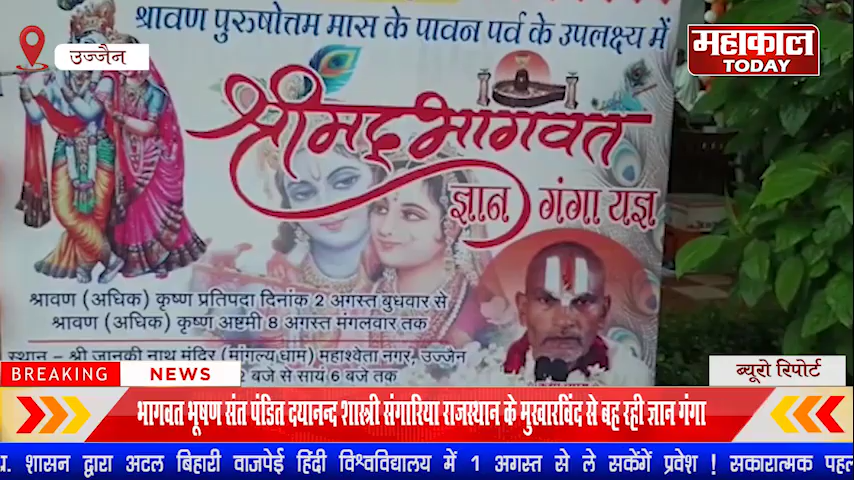 श्रावण पुरुषोत्तम मास के पावन पर्व के उपलक्ष्य में
महाकाल
TODAY
उज्जैन
श्रीमद् भागवत
ज्ञान गंगा यज्ञ
श्रावण (अधिक) कृष्ण प्रतिपदा दिनांक 2 अगस्त बुधवार से
श्रावण (अधिक) कृष्ण अष्टमी 8 अगस्त मंगलवार तक
स्थान - श्री जानकी नाथ मंदिर (मांगल्य धाम) महाश्वेता नगर, उज्जैन
2 बजे से सायं 6 बजे तक
ब्यूरो रिपोर्ट
BREAKING NEWS
भागवत भूषण संत पंडित दयानन्द शास्त्री संगारिया राजस्थान के मुखारविंद से बह रही ज्ञान गंगा
प्र. शासन द्वारा अटल बिहारी वाजपेई हिंदी विश्वविद्यालय में 1 अगस्त से ले सकेंगें प्रवेश ! सकारात्मक पहल